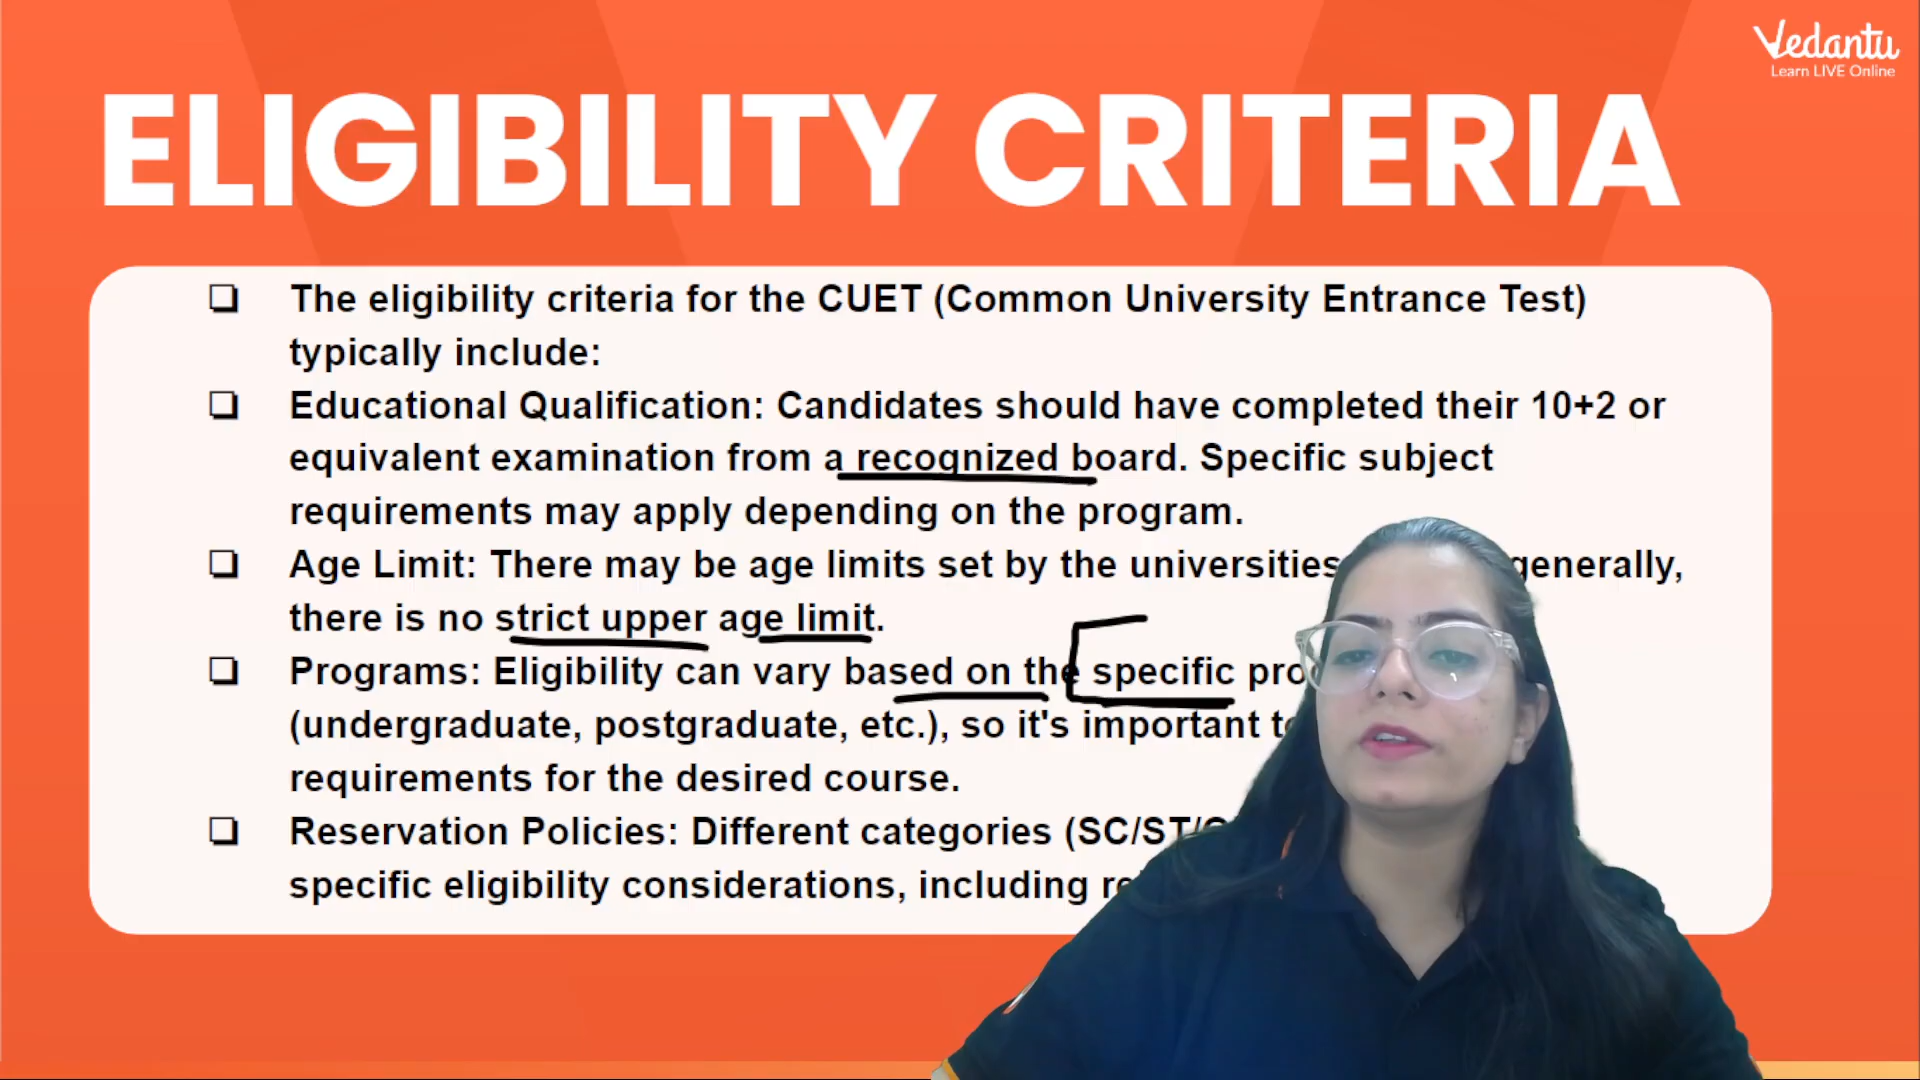 Vedantu
Learn LIVE Online
ELIGIBILITY CRITERIA
The eligibility criteria for the CUET (Common University Entrance Test)
typically include:
Educational Qualification: Candidates should have completed their 10+2 or
equivalent examination from a recognized board. Specific subject
requirements may apply depending on the program.
Age Limit: There may be age limits set by the universities generally,
there is no strict upper age limit.
Programs: Eligibility can vary based on the specific
(undergraduate, postgraduate, etc.), so it's important
requirements for the desired course.
Reservation Policies: Different categories (SC/ST/
specific eligibility considerations, including